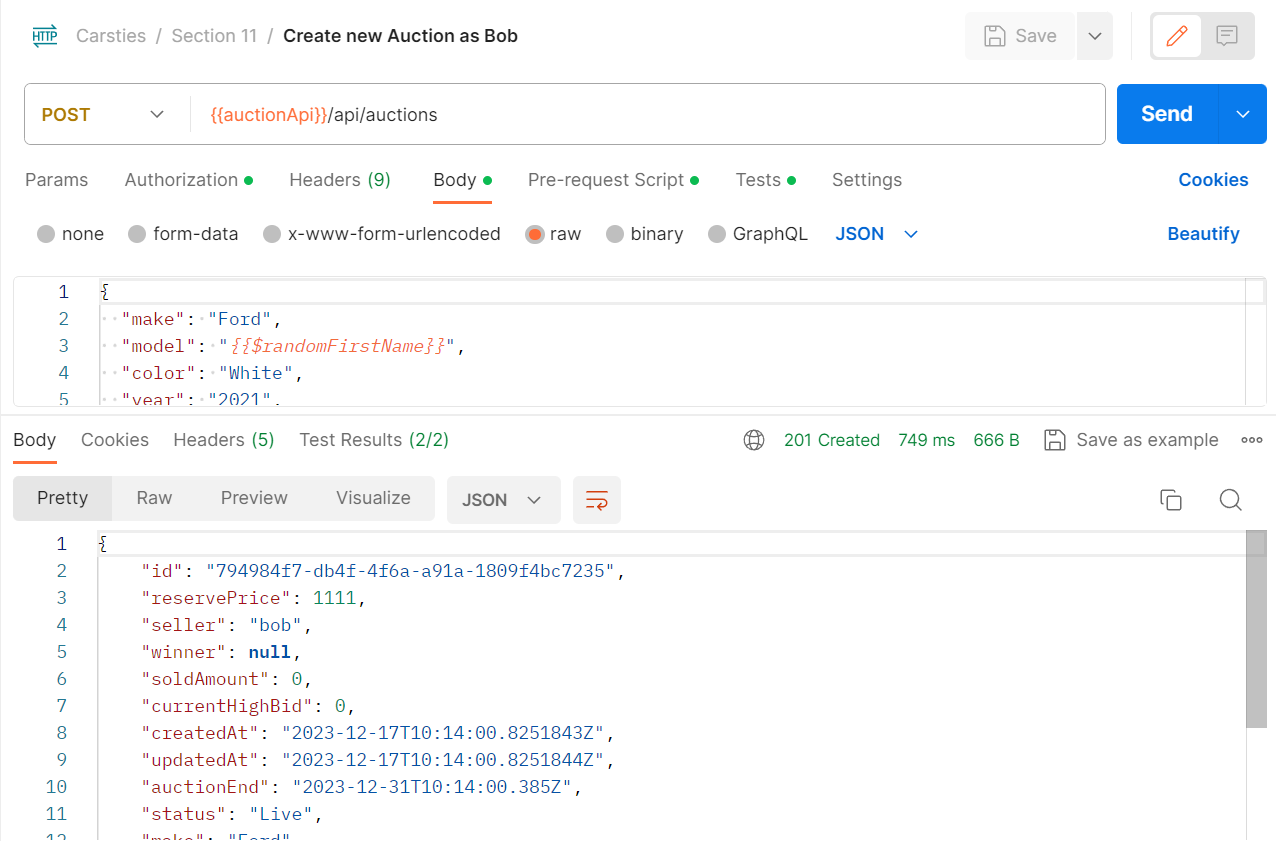 HTTP Carsties / Section 11 / Create new Auction as Bob Save
POST {{auctionApi}}/api/auctions Send
Params Authorization Headers (9) Body Pre-request Script Tests Settings Cookies
none form-data x-www-form-urlencoded raw binary GraphQL JSON Beautify
1 {
2 "make": "Ford",
3 "model": "{{$randomFirstName}}",
4 "color": "White",
5 "year": "2021",
Body Cookies Headers (5) Test Results (2/2) 201 Created 749 ms 666 B Save as example
Pretty Raw Preview Visualize JSON
1 {
2 "id": "794984f7-db4f-4f6a-a91a-1809f4bc7235",
3 "reservePrice": 1111,
4 "seller": "bob",
5 "winner": null,
6 "soldAmount": 0,
7 "currentHighBid": 0,
8 "createdAt": "2023-12-17T10:14:00.8251843Z",
9 "updatedAt": "2023-12-17T10:14:00.8251844Z",
10 "auctionEnd": "2023-12-31T10:14:00.385Z",
11 "status": "Live",
12 "make": "Ford"